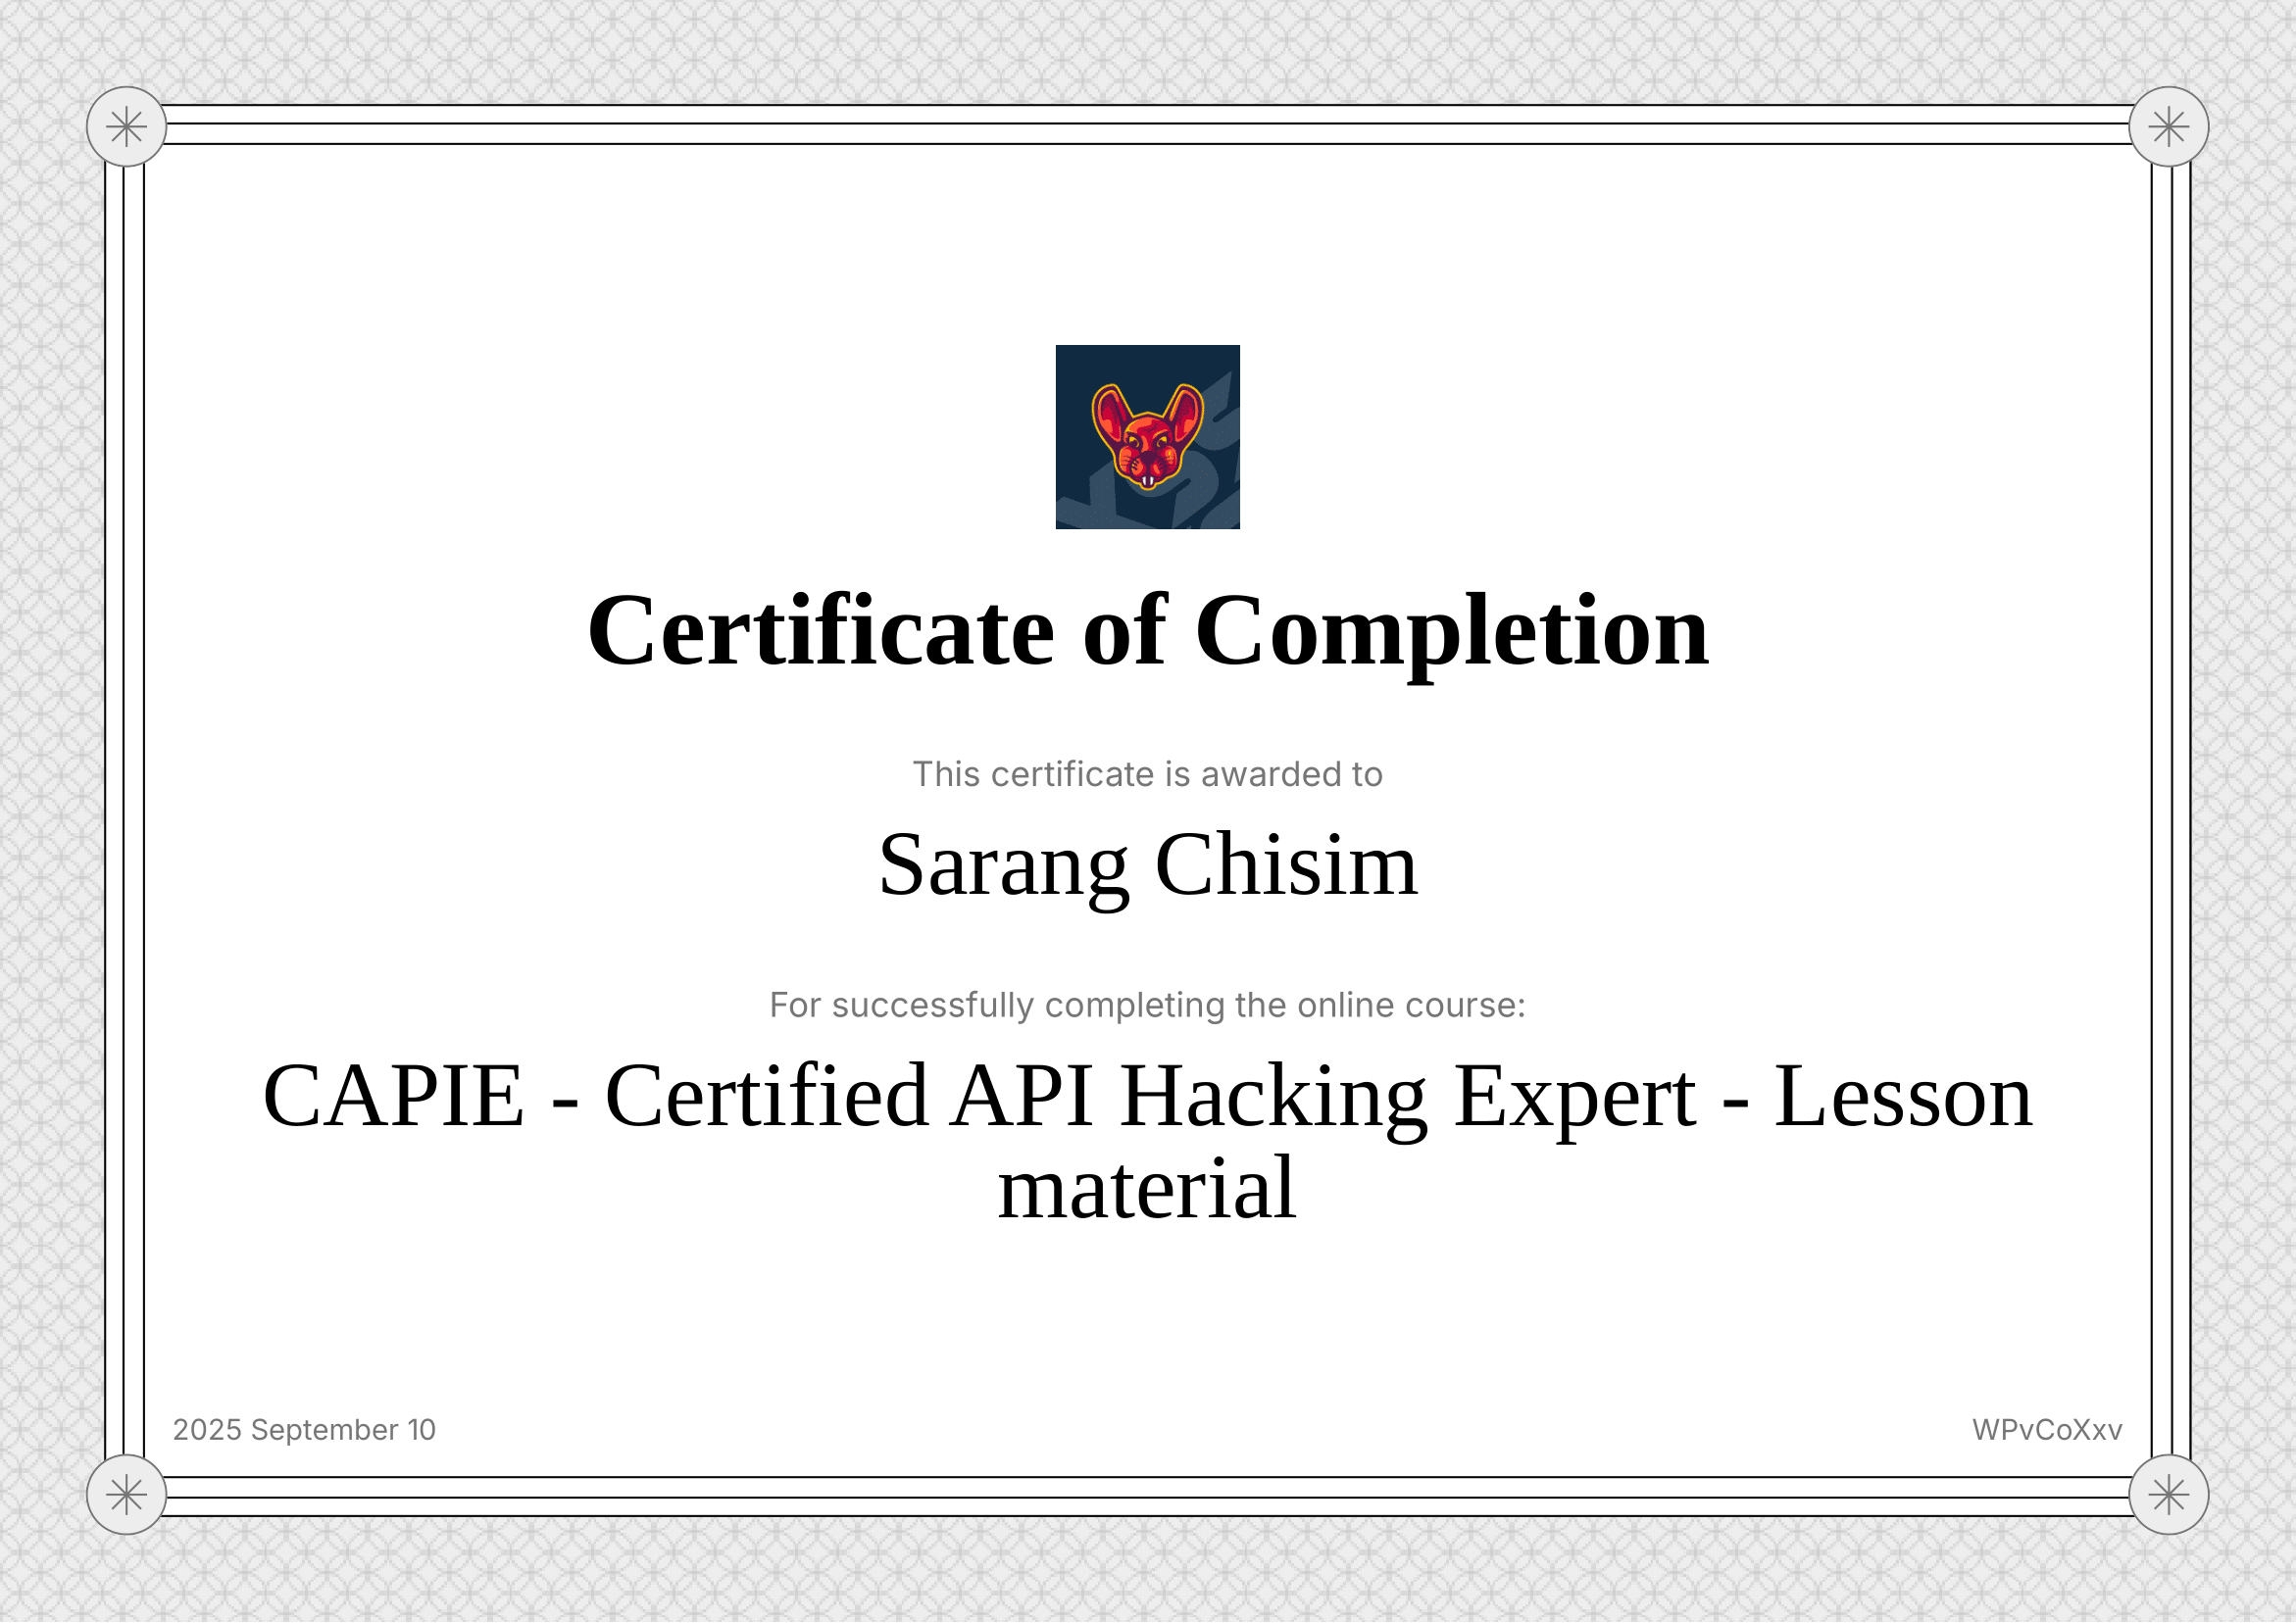 Certificate of Completion
This certificate is awarded to
Sarang Chisim
For successfully completing the online course:
CAPIE - Certified API Hacking Expert - Lesson
material
2025 September 10
WPvCoXxv